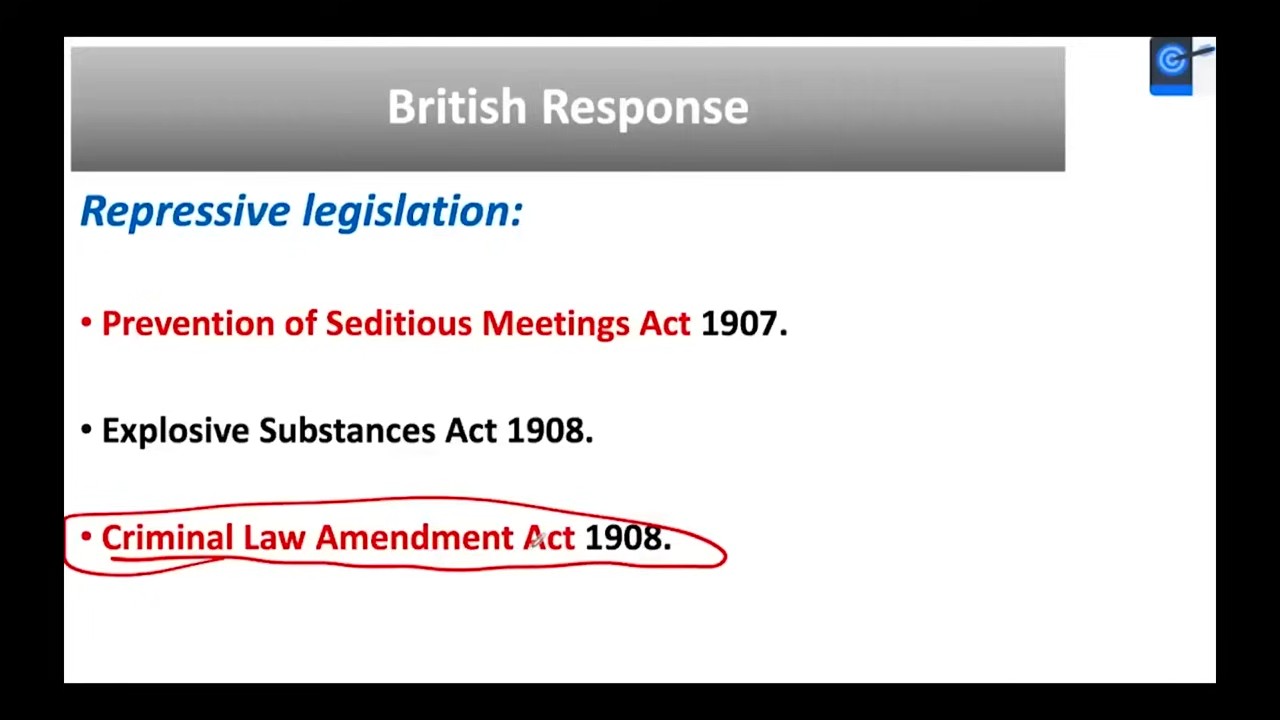 British Response
Repressive legislation:
• Prevention of Seditious Meetings Act 1907.
• Explosive Substances Act 1908.
• Criminal Law Amendment Act 1908.